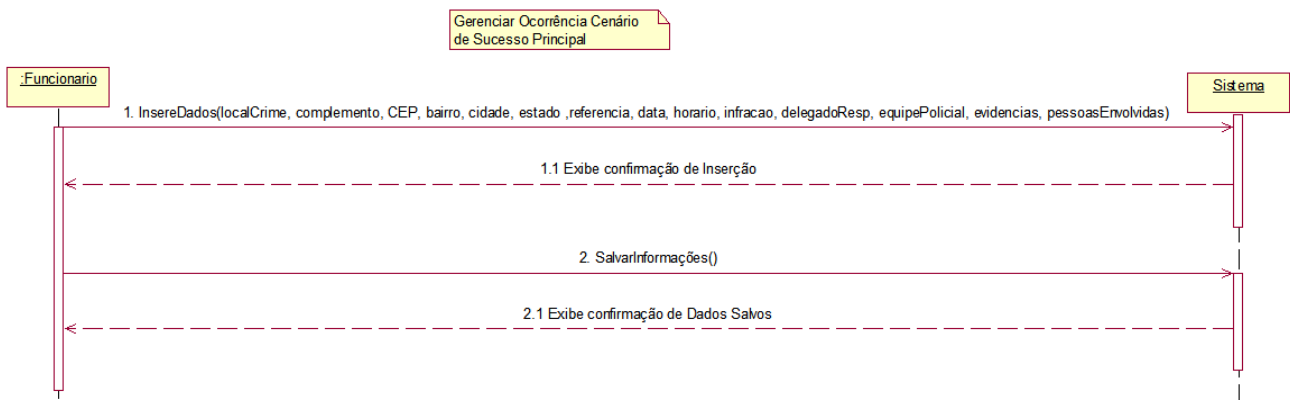 Gerenciar Ocorrência Cenário
de Sucesso Principal
:Funcionario
Sistema
1. InsereDados(localCrime, complemento, CEP, bairro, cidade, estado ,referencia, data, horario, infracao, delegadoResp, equipePolicial, evidencias, pessoasEnvolvidas)
1.1 Exibe confirmação de Inserção
2. SalvarInformações()
2.1 Exibe confirmação de Dados Salvos